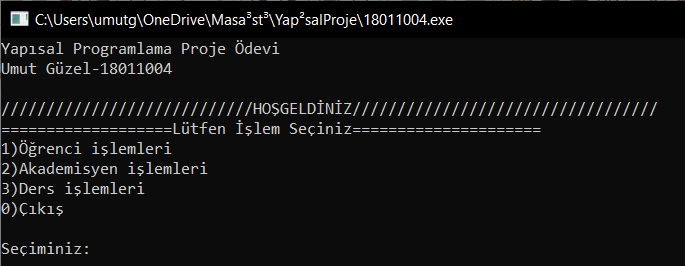 C:\Users\umutg\OneDrive\Masa³st³\Yap²salProje\18011004.exe
Yapısal Programlama Proje Ödevi
Umut Güzel-18011004
////////////////////////////HOŞGELDİNİZ//////////////////////////////////
===================Lütfen İşlem Seçiniz=====================
1)Öğrenci işlemleri
2)Akademisyen işlemleri
3)Ders işlemleri
0)Çıkış
Seçiminiz: